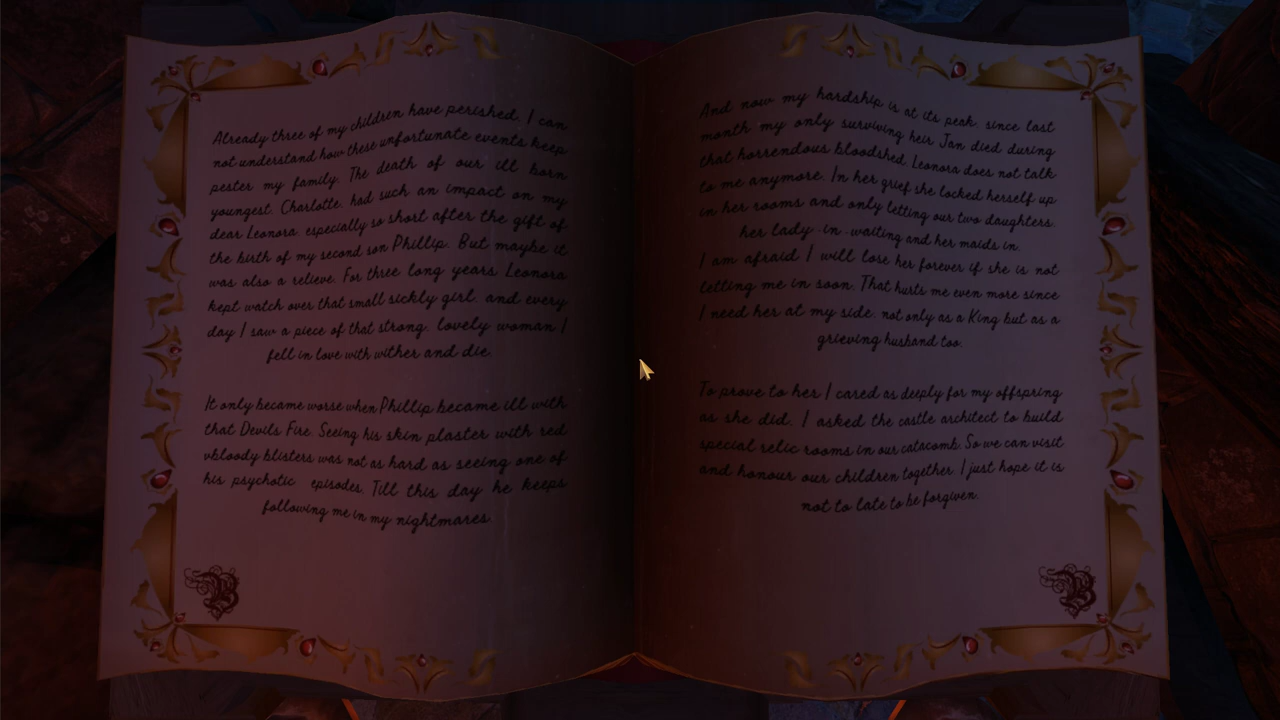 Already three of my children have perished. I can
not understand how these unfortunate events keep
pester my family. The death of our ill born
youngest, Charlotte, had such an impact on my
dear Leonora, especially so short after the gift of
the birth of my second son Phillip. But maybe it
was also a relieve. For three long years Leonora
kept watch over that small sickly girl, and every
day I saw a piece of that strong, lovely woman I
fell in love with wither and die.
It only became worse when Phillip became ill with
that Devils Fire. Seeing his skin plaster with red
vbloody blisters was not as hard as seeing one of
his psychotic episodes. Till this day he keeps
following me in my nightmares.
And now my hardship is at its peak, since last
month my only surviving heir Jan died during
that horrendous bloodshed. Leonora does not talk
to me anymore. In her grief she locked herself up
in her rooms and only letting our two daughters,
her lady-in-waiting and her maids in.
I am afraid I will lose her forever if she is not
letting me in soon. That hurts me even more since
I need her at my side, not only as a King but as a
grieving husband too.
To prove to her I cared as deeply for my offspring
as she did, I asked the castle architect to build
special relic rooms in our catacomb. So we can visit
and honour our children together. I just hope it is
not to late to be forgiven.